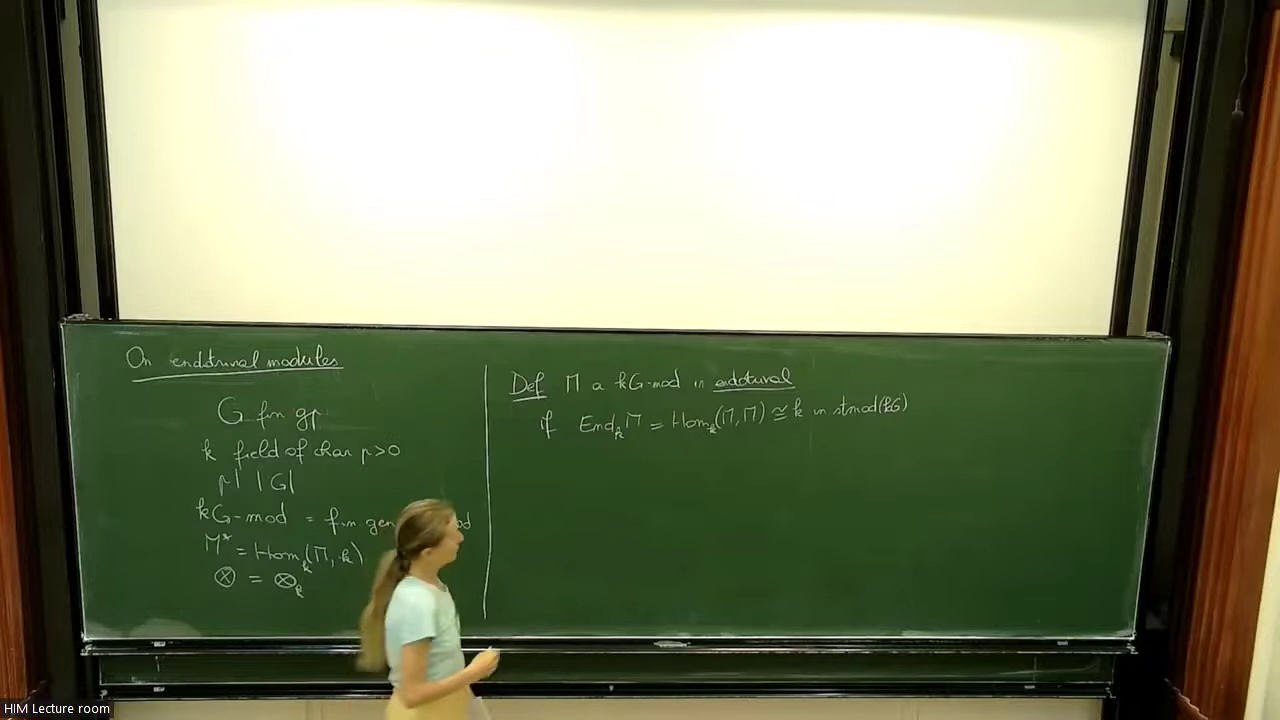 On endotrivial modules
G fin gp
k field of char p>0
p | |G|
kG-mod = fin gen
M* = Hom_k(M, k)
⊗ = ⊗_k
Def M a kG-mod is endotrivial
if End_k M = Hom_k(M, M) ≅ k in stmod(kG)
HIM Lecture room